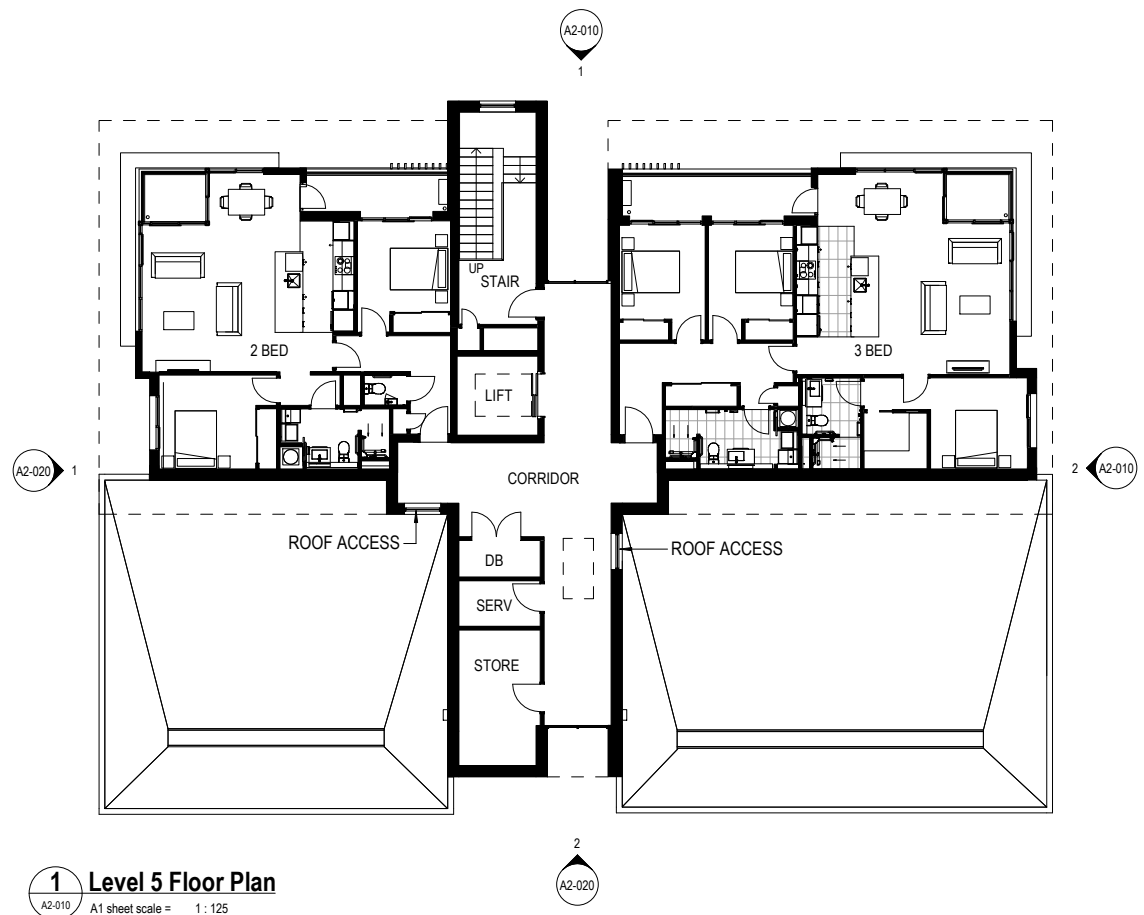 A2-010
1
UP
STAIR
2 BED
3 BED
LIFT
A2-020 1
CORRIDOR
2 A2-010
ROOF ACCESS
ROOF ACCESS
DB
SERV
STORE
2
A2-020
1 Level 5 Floor Plan
A2-010 A1 sheet scale = 1 : 125